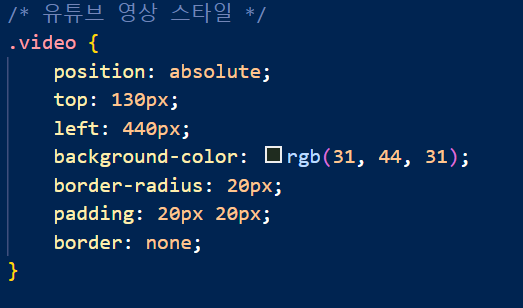 /* 유튜브 영상 스타일 */
.video {
    position: absolute;
    top: 130px;
    left: 440px;
    background-color: rgb(31, 44, 31);
    border-radius: 20px;
    padding: 20px 20px;
    border: none;
}